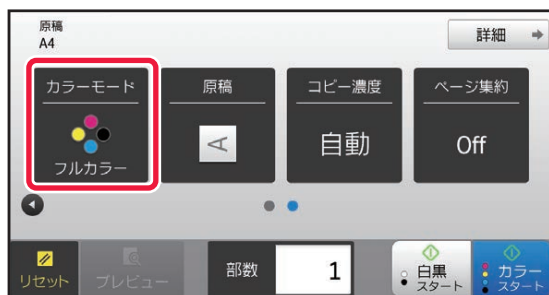 原稿
A4
詳細
カラーモード
フルカラー
原稿
A
コピー濃度
自動
ページ集約
Off
リセット
プレビュー
部数
1
白黒
スタート
カラー
スタート